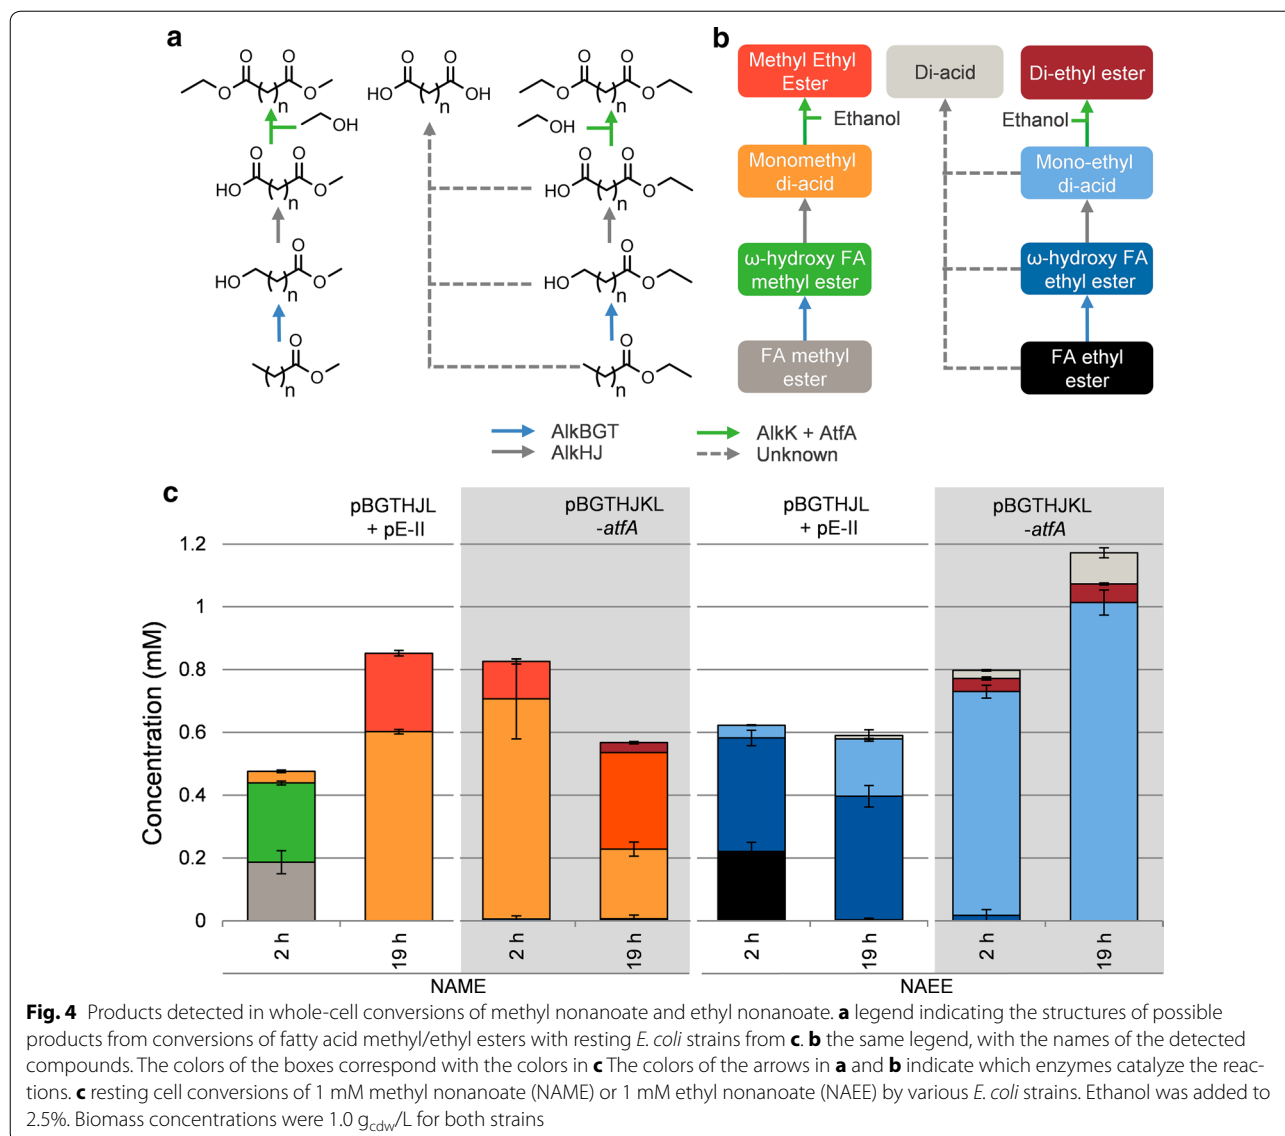 a
O
O
O
O
n
O
O
HO
OH
n
O
O
O
O
n
OH
OH
O
O
HO
O
n
O
O
HO
O
n
O
HO
O
n
O
HO
O
n
O
O
n
O
O
n
b
Methyl Ethyl
Ester
Di-acid
Di-ethyl ester
Ethanol
Ethanol
Monomethyl
di-acid
Mono-ethyl
di-acid
ω-hydroxy FA
methyl ester
ω-hydroxy FA
ethyl ester
FA methyl
ester
FA ethyl
ester
AlkBGT
AlkK + AtfA
AlkHJ
Unknown
c
pBGTHJL
+ pE-II
pBGTHJKL
-atfA
pBGTHJL
+ pE-II
pBGTHJKL
-atfA
Concentration (mM)
1.2
1
0.8
0.6
0.4
0.2
0
2 h
19 h
2 h
19 h
2 h
19 h
2 h
19 h
NAME
NAEE
Fig. 4 Products detected in whole-cell conversions of methyl nonanoate and ethyl nonanoate. a legend indicating the structures of possible
products from conversions of fatty acid methyl/ethyl esters with resting E. coli strains from c. b the same legend, with the names of the detected
compounds. The colors of the boxes correspond with the colors in c The colors of the arrows in a and b indicate which enzymes catalyze the reac-
tions. c resting cell conversions of 1 mM methyl nonanoate (NAME) or 1 mM ethyl nonanoate (NAEE) by various E. coli strains. Ethanol was added to
2.5%. Biomass concentrations were 1.0 gcdw/L for both strains